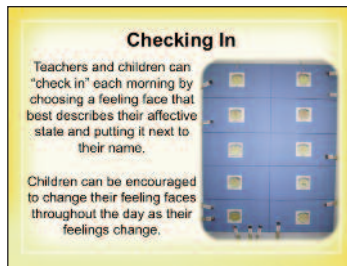 Checking In
Teachers and children can
“check in” each morning by
choosing a feeling face that
best describes their affective
state and putting it next to
their name.
Children can be encouraged
to change their feeling faces
throughout the day as their
feelings change.